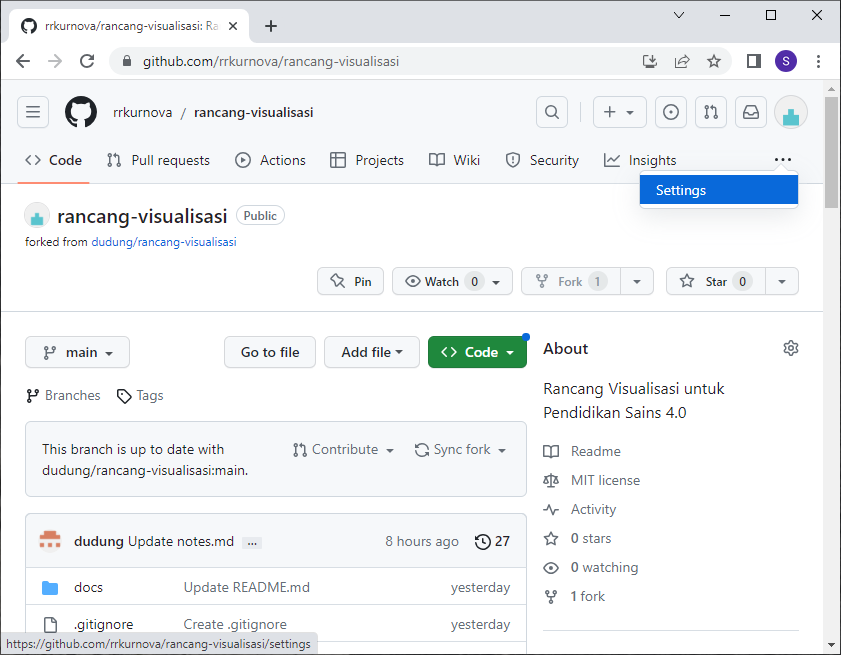 rrkurnova/rancang-visualisasi: Ra
github.com/rrkurnova/rancang-visualisasi
S
rrkurnova / rancang-visualisasi
Code Pull requests Actions Projects Wiki Security Insights ...
Settings
rancang-visualisasi Public
forked from dudung/rancang-visualisasi
Pin Watch 0 Fork 1 Star 0
main Go to file Add file Code
Branches Tags
This branch is up to date with
dudung/rancang-visualisasi:main.
Contribute Sync fork
dudung Update notes.md ... 8 hours ago 27
docs Update README.md yesterday
.gitignore Create .gitignore yesterday
About
Rancang Visualisasi untuk
Pendidikan Sains 4.0
Readme
MIT license
Activity
0 stars
0 watching
1 fork
https://github.com/rrkurnova/rancang-visualisasi/settings